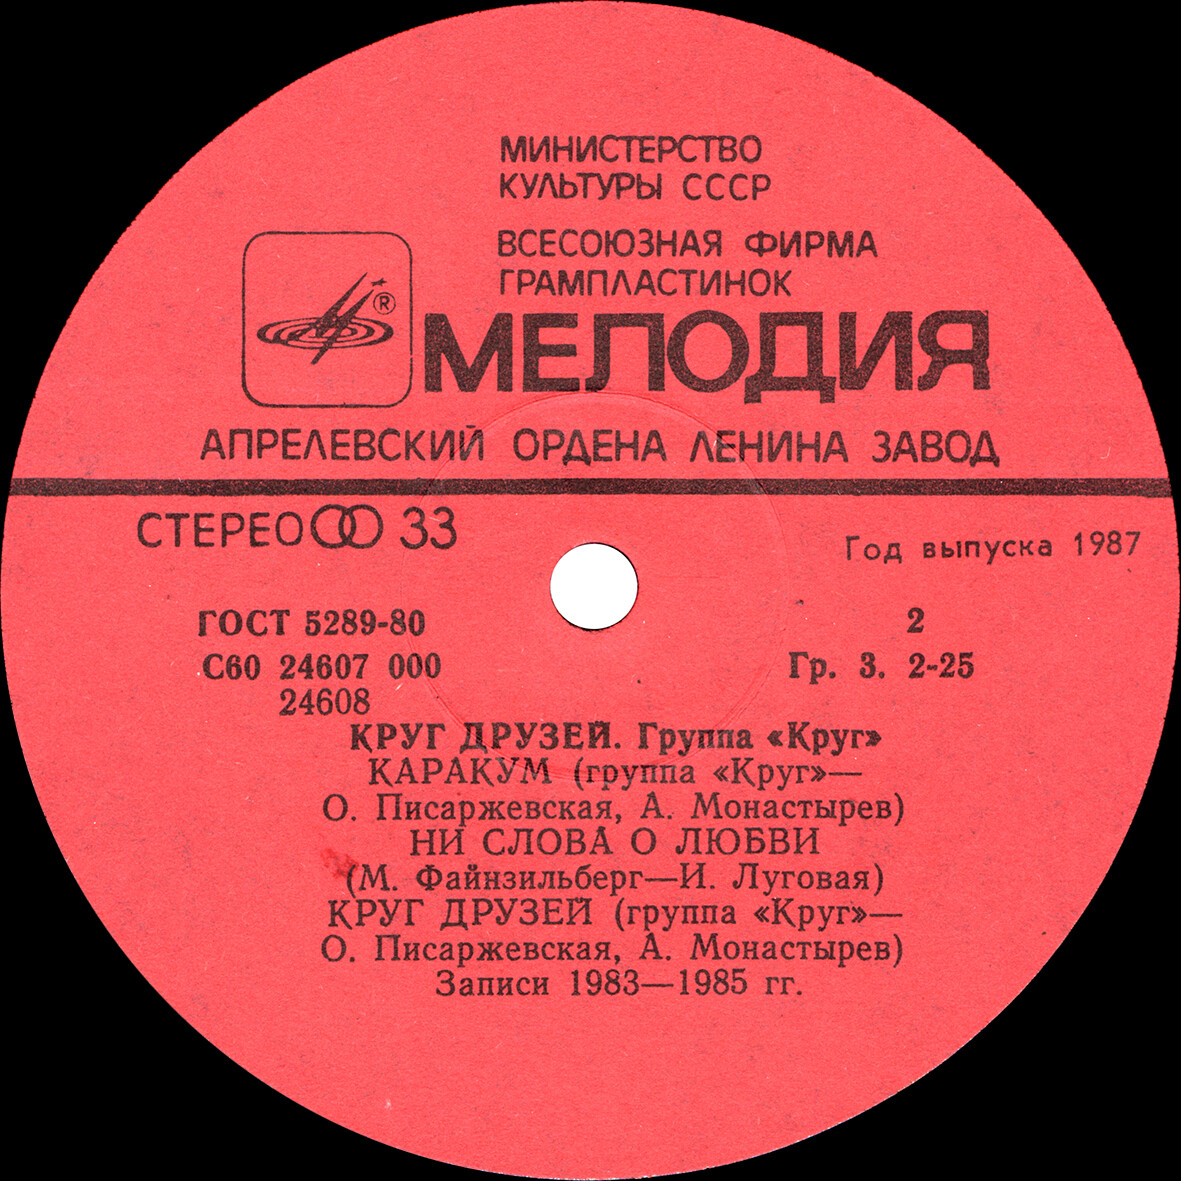 МИНИСТЕРСТВО
КУЛЬТУРЫ СССР
ВСЕСОЮЗНАЯ ФИРМА
ГРАМПЛАСТИНОК
®
МЕЛОДИЯ
АПРЕЛЕВСКИЙ ОРДЕНА ЛЕНИНА ЗАВОД
СТЕРЕО 33
Год выпуска 1987
ГОСТ 5289-80
2
С60 24607 000
Гр. 3. 2-25
24608
КРУГ ДРУЗЕЙ. Группа «Круг»
КАРАКУМ (группа «Круг»—
О. Писаржевская, А. Монастырев)
НИ СЛОВА О ЛЮБВИ
(М. Файнзильберг—И. Луговая)
КРУГ ДРУЗЕЙ (группа «Круг»—
О. Писаржевская, А. Монастырев)
Записи 1983—1985 гг.